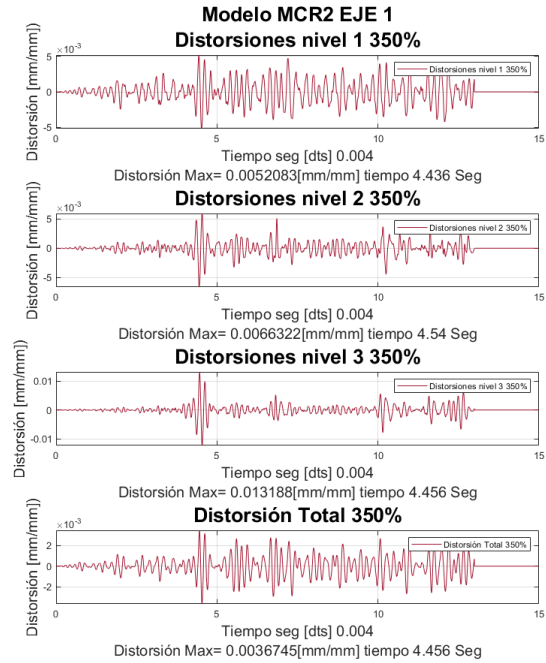 Modelo MCR2 EJE 1
Distorsiones nivel 1 350%
×10⁻³
5
0
-5
Distorsión [mm/mm])
Distorsiones nivel 1 350%
0 5 10 15
Tiempo seg [dts] 0.004
Distorsión Max= 0.0052083[mm/mm] tiempo 4.436 Seg
Distorsiones nivel 2 350%
×10⁻³
5
0
-5
Distorsión [mm/mm])
Distorsiones nivel 2 350%
0 5 10 15
Tiempo seg [dts] 0.004
Distorsión Max= 0.0066322[mm/mm] tiempo 4.54 Seg
Distorsiones nivel 3 350%
0.01
0
-0.01
Distorsión [mm/mm])
Distorsiones nivel 3 350%
0 5 10 15
Tiempo seg [dts] 0.004
Distorsión Max= 0.013188[mm/mm] tiempo 4.456 Seg
Distorsión Total 350%
×10⁻³
2
0
-2
Distorsión [mm/mm])
Distorsión Total 350%
0 5 10 15
Tiempo seg [dts] 0.004
Distorsión Max= 0.0036745[mm/mm] tiempo 4.456 Seg